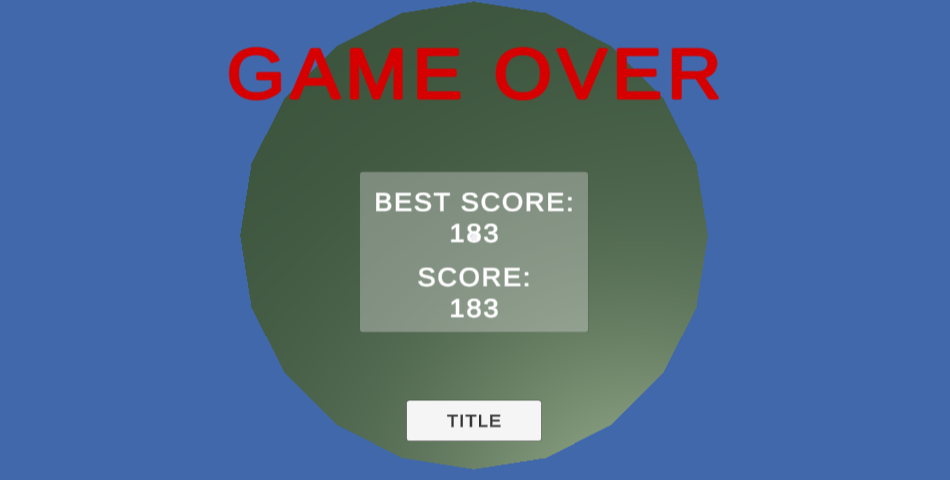 GAME OVER
BEST SCORE:
183
SCORE:
183
TITLE